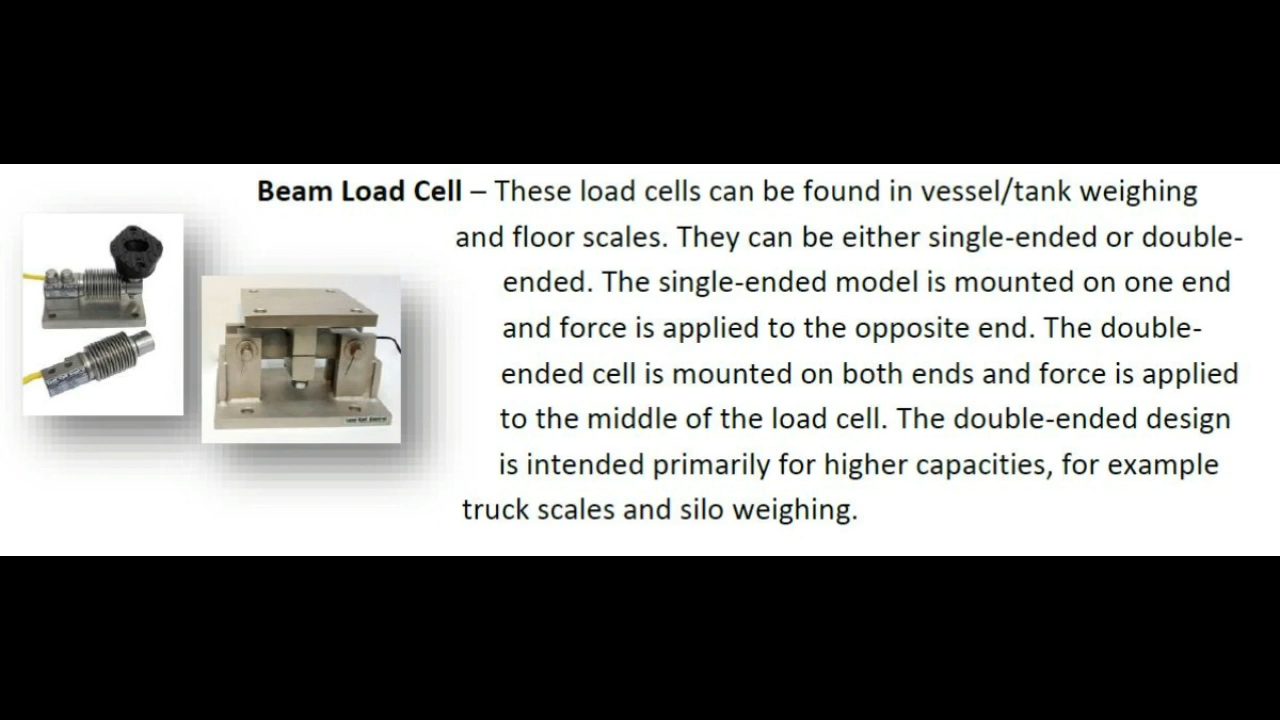 Beam Load Cell – These load cells can be found in vessel/tank weighing
and floor scales. They can be either single-ended or double-
ended. The single-ended model is mounted on one end
and force is applied to the opposite end. The double-
ended cell is mounted on both ends and force is applied
to the middle of the load cell. The double-ended design
is intended primarily for higher capacities, for example
truck scales and silo weighing.